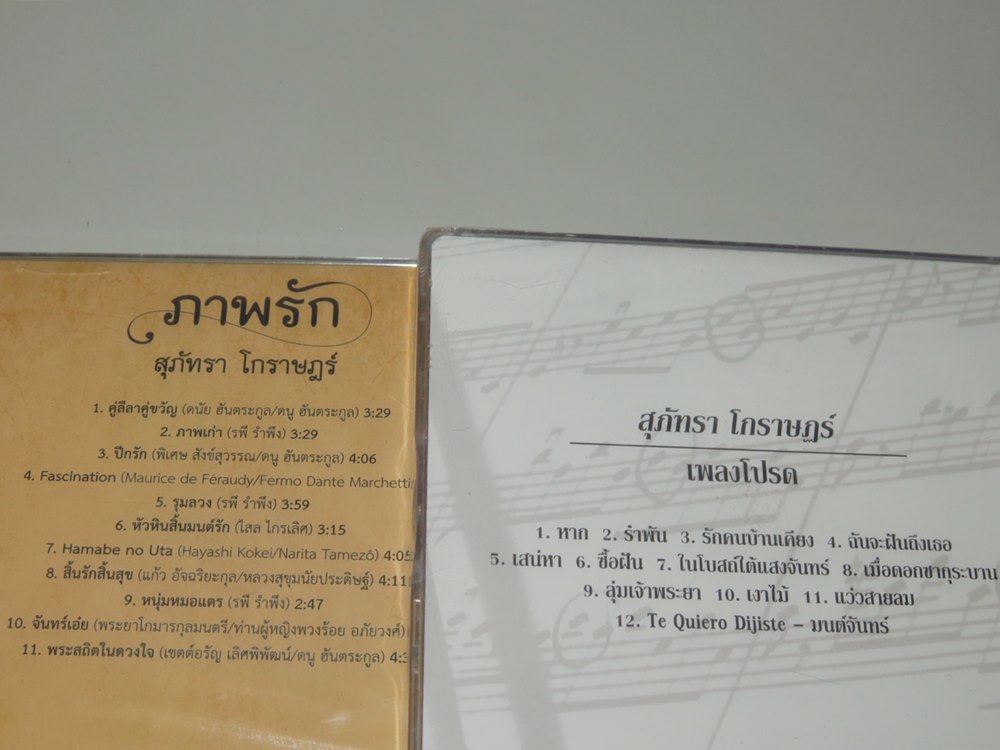 ภาพรัก
สุภัทรา โกราษฎร์
1. คู่ลีลาคู่ขวัญ (ดนัย ฮันตระกูล/ดนู ฮันตระกูล) 3:29
2. ภาพเก่า (รพี รำพึง) 3:29
3. ปีกรัก (พิเศษ สังข์สุวรรณ/ดนู ฮันตระกูล) 4:06
4. Fascination (Maurice de Féraudy/Fermo Dante Marchetti
5. รุมลวง (รพี รำพึง) 3:59
6. หัวหินสิ้นมนต์รัก (ไสล ไกรเลิศ) 3:15
7. Hamabe no Uta (Hayashi Kokei/Narita Tamezô) 4:05
8. สิ้นรักสิ้นสุข (แก้ว อัจฉริยะกุล/หลวงสุขุมนัยประดิษฐ์) 4:11
9. หนุ่มหมอแตร (รพี รำพึง) 2:47
10. จันทร์เอ๋ย (พระยาโกมารกุลมนตรี/ท่านผู้หญิงพวงร้อย อภัยวงศ์)
11. พระสถิตในดวงใจ (เขตต์อรัญ เลิศพิพัฒน์/ดนู ฮันตระกูล) 4:3
สุภัทรา โกราษฏร์
เพลงโปรด
1. หาก 2. รำพัน 3. รักคนบ้านเคียง 4. ฉันจะฝันถึงเธอ
5. เสน่หา 6. ซื้อฝัน 7. ในโบสถ์ใต้แสงจันทร์ 8. เมื่อดอกซากุระบาน
9. ลุ่มเจ้าพระยา 10. เงาไม้ 11. แว่วสายลม
12. Te Quiero Dijiste – มนต์จันทร์